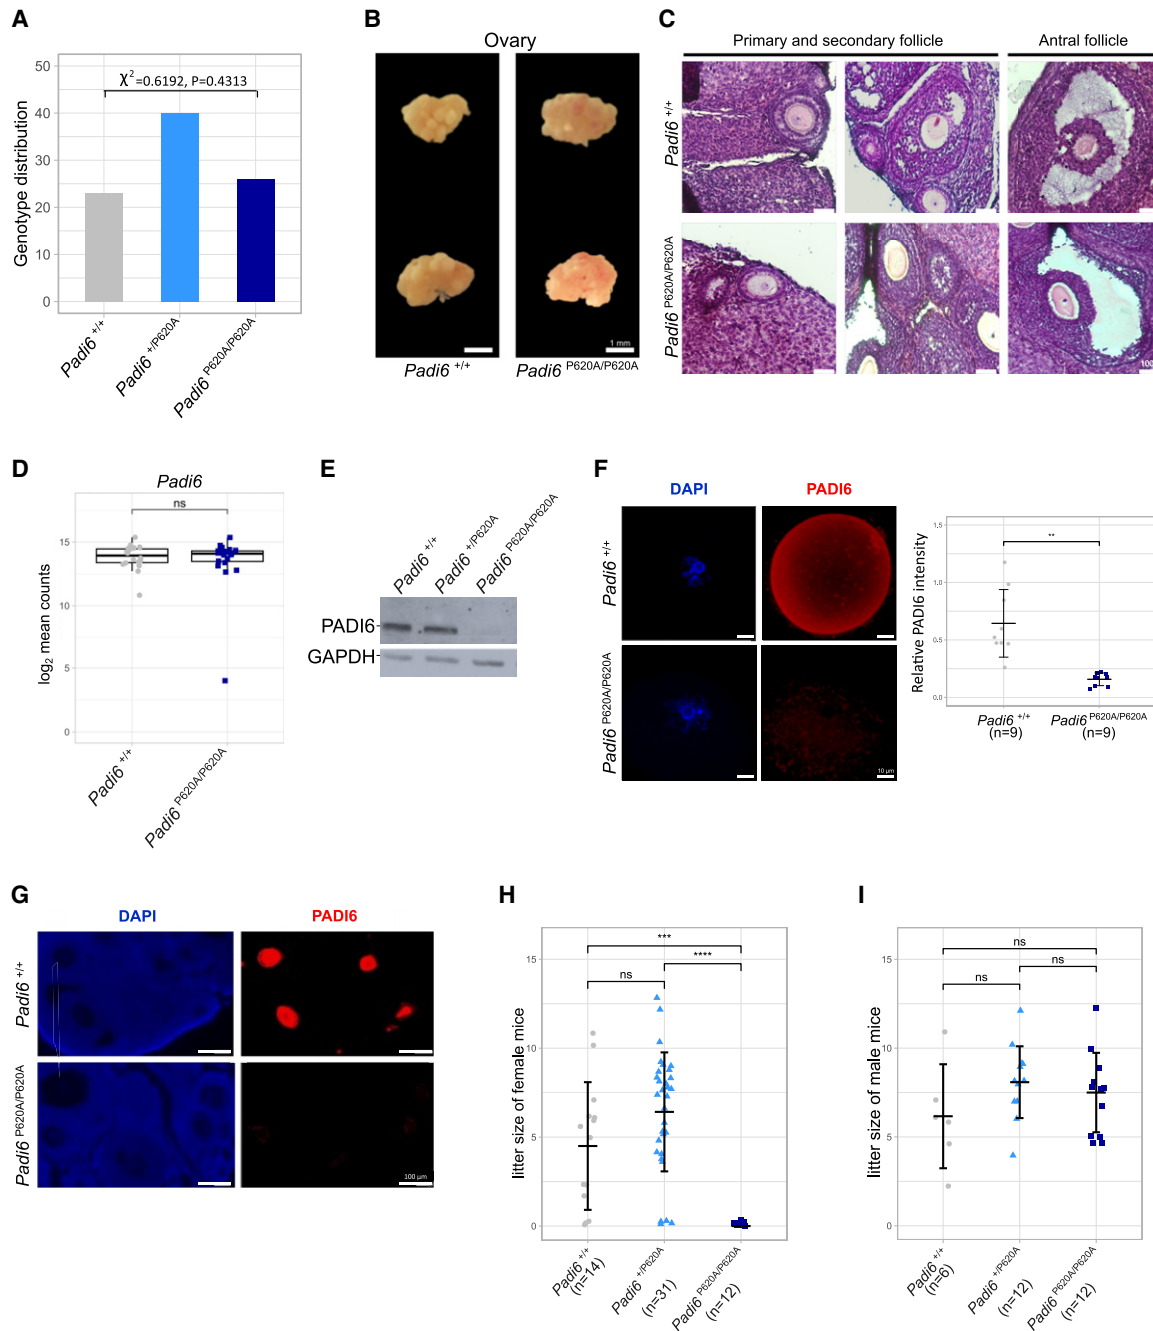 A
50
40
30
20
10
0
Genotype distribution
χ²=0.6192, P=0.4313
Padi6 +/+
Padi6 +/P620A
Padi6 P620A/P620A
B
Ovary
1 mm
Padi6 +/+
Padi6 P620A/P620A
C
Primary and secondary follicle
Antral follicle
Padi6 +/+
Padi6 P620A/P620A
100
D
Padi6
ns
15
10
5
0
log2 mean counts
Padi6 +/+
Padi6 P620A/P620A
E
Padi6 +/+
Padi6 +/P620A
Padi6 P620A/P620A
PADI6
GAPDH
F
DAPI
PADI6
Padi6 +/+
Padi6 P620A/P620A
10 µm
1.5
1.0
0.5
0.0
Relative PADI6 intensity
**
Padi6 +/+
(n=9)
Padi6 P620A/P620A
(n=9)
G
DAPI
PADI6
Padi6 +/+
Padi6 P620A/P620A
100 µm
H
15
10
5
0
litter size of female mice
***
****
ns
Padi6 +/+
(n=14)
Padi6 +/P620A
(n=31)
Padi6 P620A/P620A
(n=12)
I
15
10
5
0
litter size of male mice
ns
ns
ns
Padi6 +/+
(n=6)
Padi6 +/P620A
(n=12)
Padi6 P620A/P620A
(n=12)